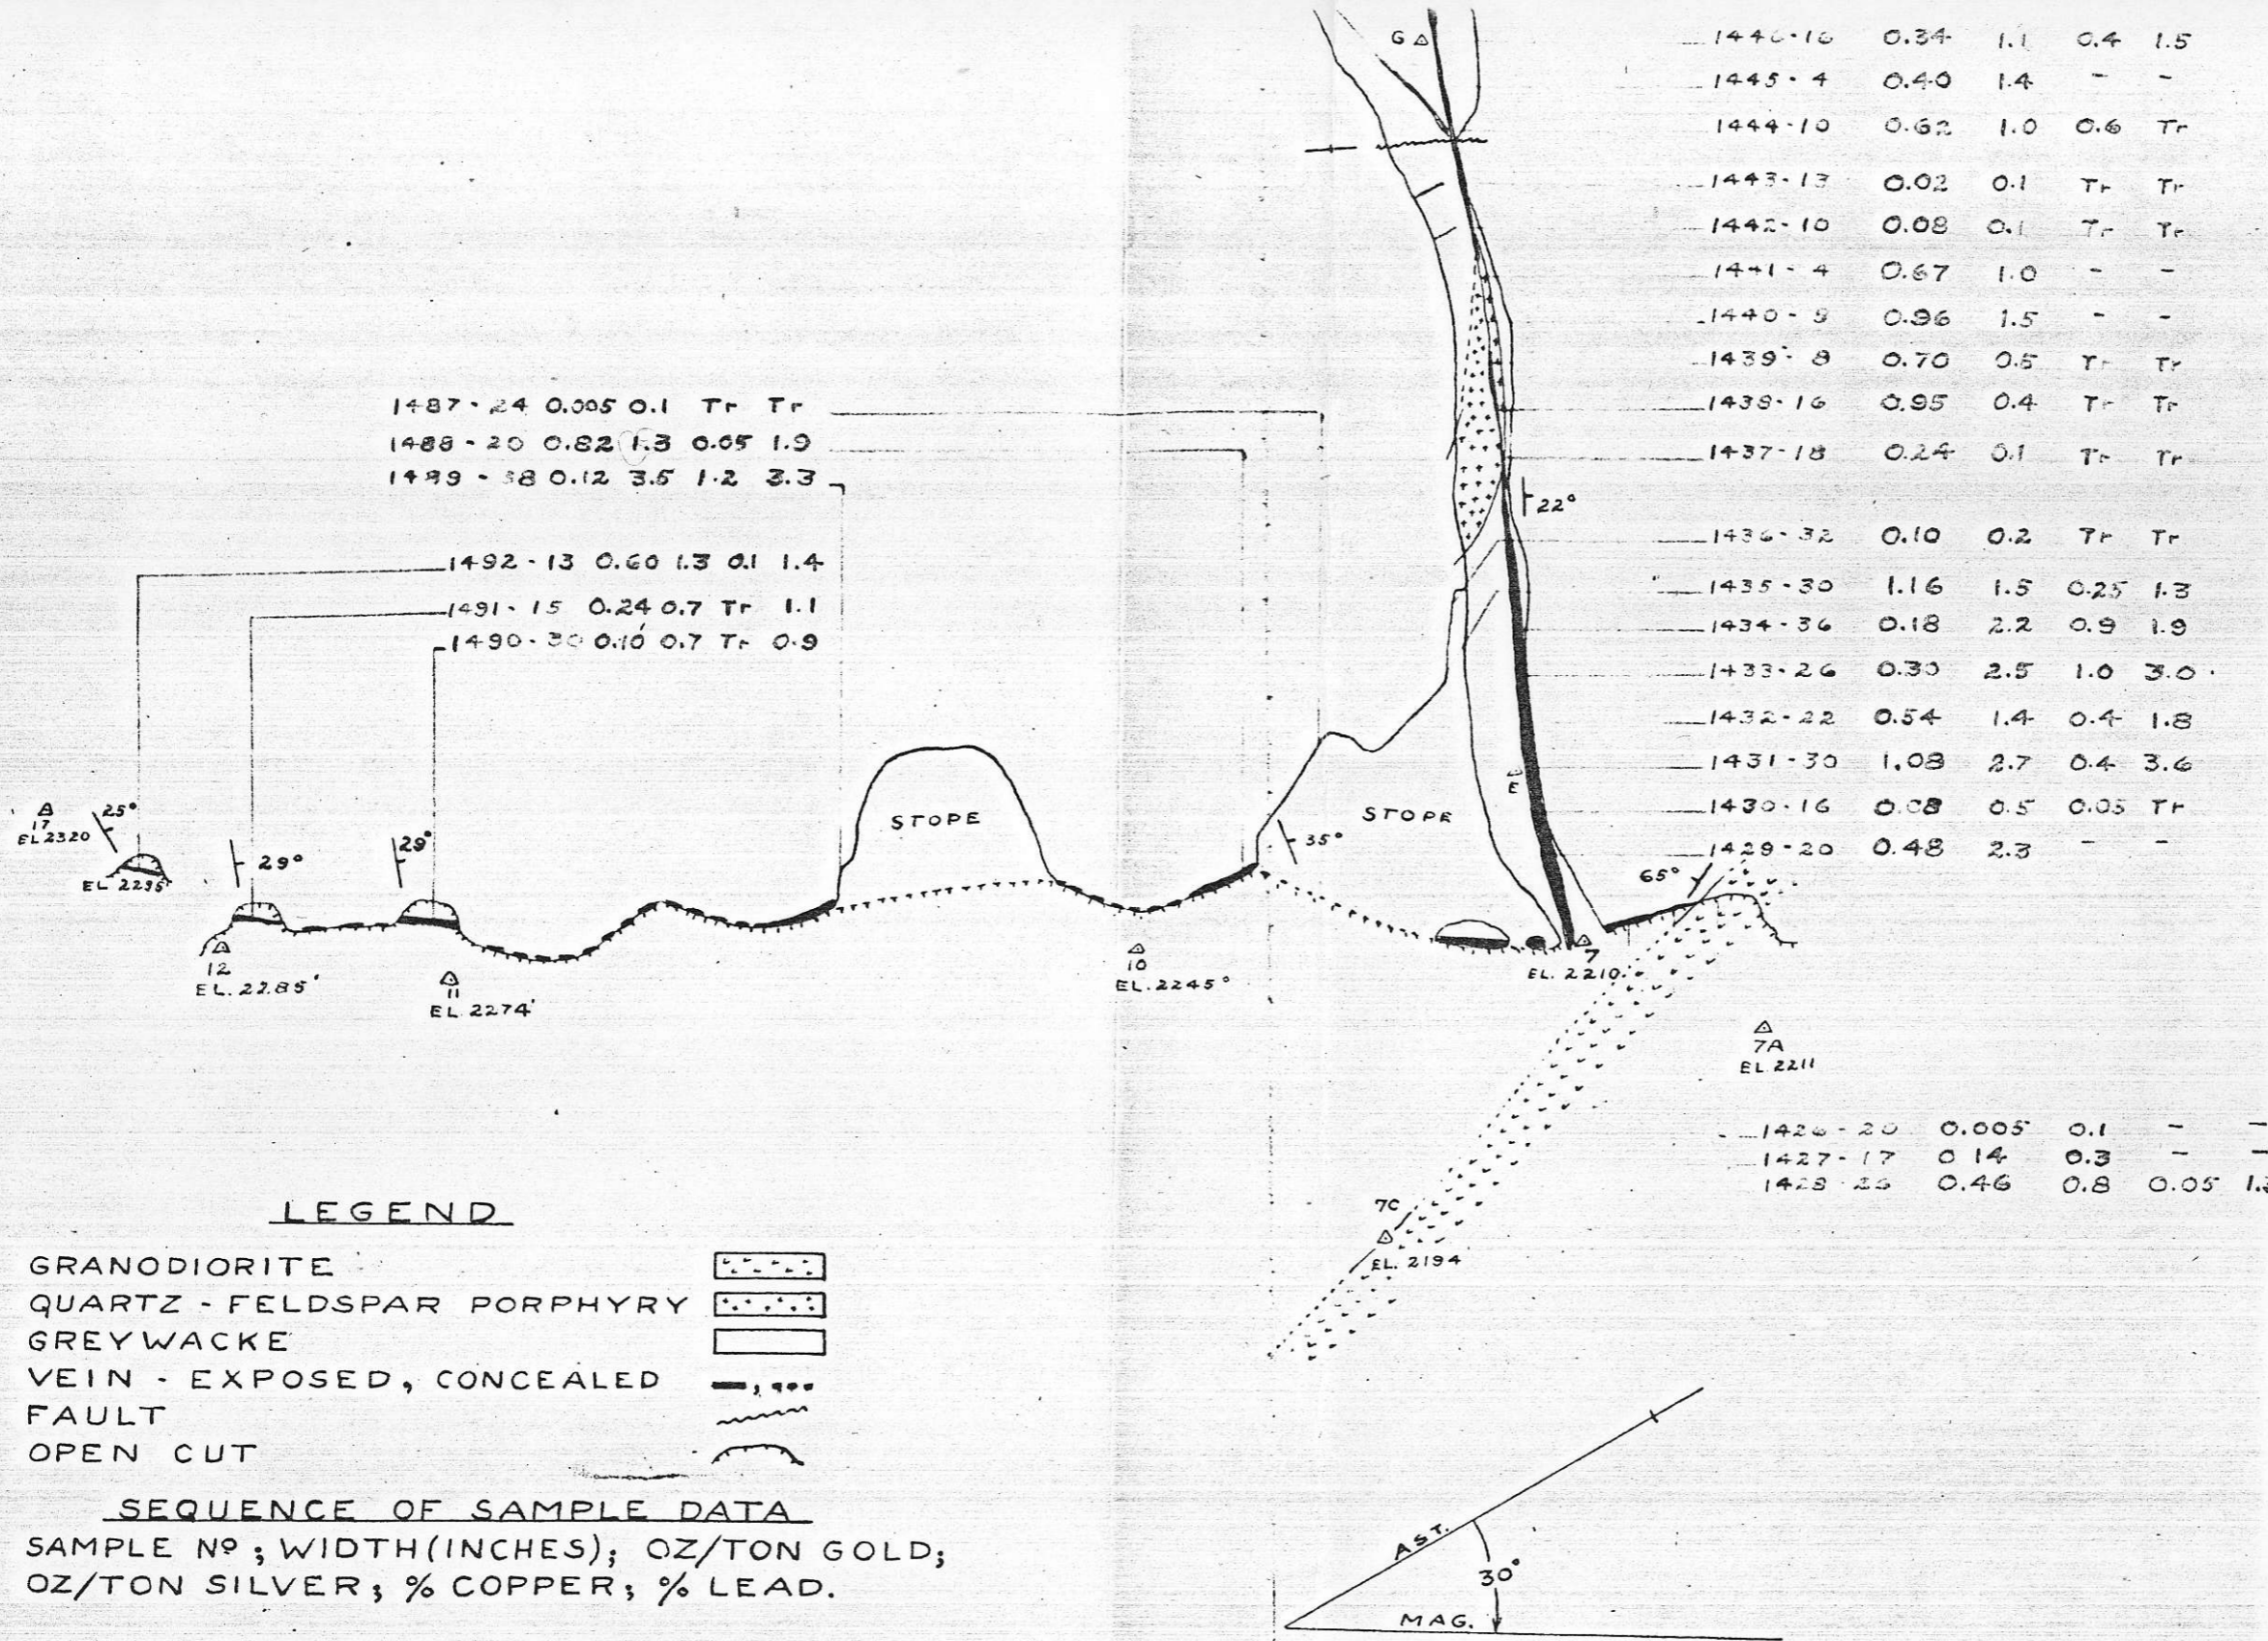 G
1446-16 0.34 1.1 0.4 1.5
1445-4 0.40 1.4 - -
1444-10 0.62 1.0 0.6 Tr
1443-13 0.02 0.1 Tr Tr
1442-10 0.08 0.1 Tr Tr
1441-4 0.67 1.0 - -
1440-9 0.96 1.5 - -
1439-8 0.70 0.5 Tr Tr
1438-16 0.95 0.4 Tr Tr
1437-18 0.24 0.1 Tr Tr
22°
1436-32 0.10 0.2 Tr Tr
1435-30 1.16 1.5 0.25 1.3
1434-36 0.18 2.2 0.9 1.9
1433-26 0.30 2.5 1.0 3.0
1432-22 0.54 1.4 0.4 1.8
1431-30 1.08 2.7 0.4 3.6
1430-16 0.08 0.5 0.05 Tr
1429-20 0.48 2.3 - -
1487-24 0.005 0.1 Tr Tr
1488-20 0.82 1.3 0.05 1.9
0.12 3.5 1.2 3.3
1492-13 0.60 1.3 0.1 1.4
1491-15 0.24 0.7 Tr 1.1
1490-30 0.10 0.7 Tr 0.9
17
EL 2320
25°
EL 2295
29°
29°
STOPE
35°
STOPE
E
65°
12
EL. 2285'
11
EL 2274'
10
EL. 2245°
7
EL. 2210
7A
EL 2211
1426-20 0.005 0.1 - -
1427-17 0 14 0.3 - -
1428 0.46 0.8 0.05
7C
EL. 2194
LEGEND
GRANODIORITE
QUARTZ - FELDSPAR PORPHYRY
GREYWACKE
VEIN - EXPOSED, CONCEALED
FAULT
OPEN CUT
SEQUENCE OF SAMPLE DATA
SAMPLE Nº; WIDTH(INCHES); OZ/TON GOLD;
OZ/TON SILVER; % COPPER; % LEAD.
AST.
30°
MAG.